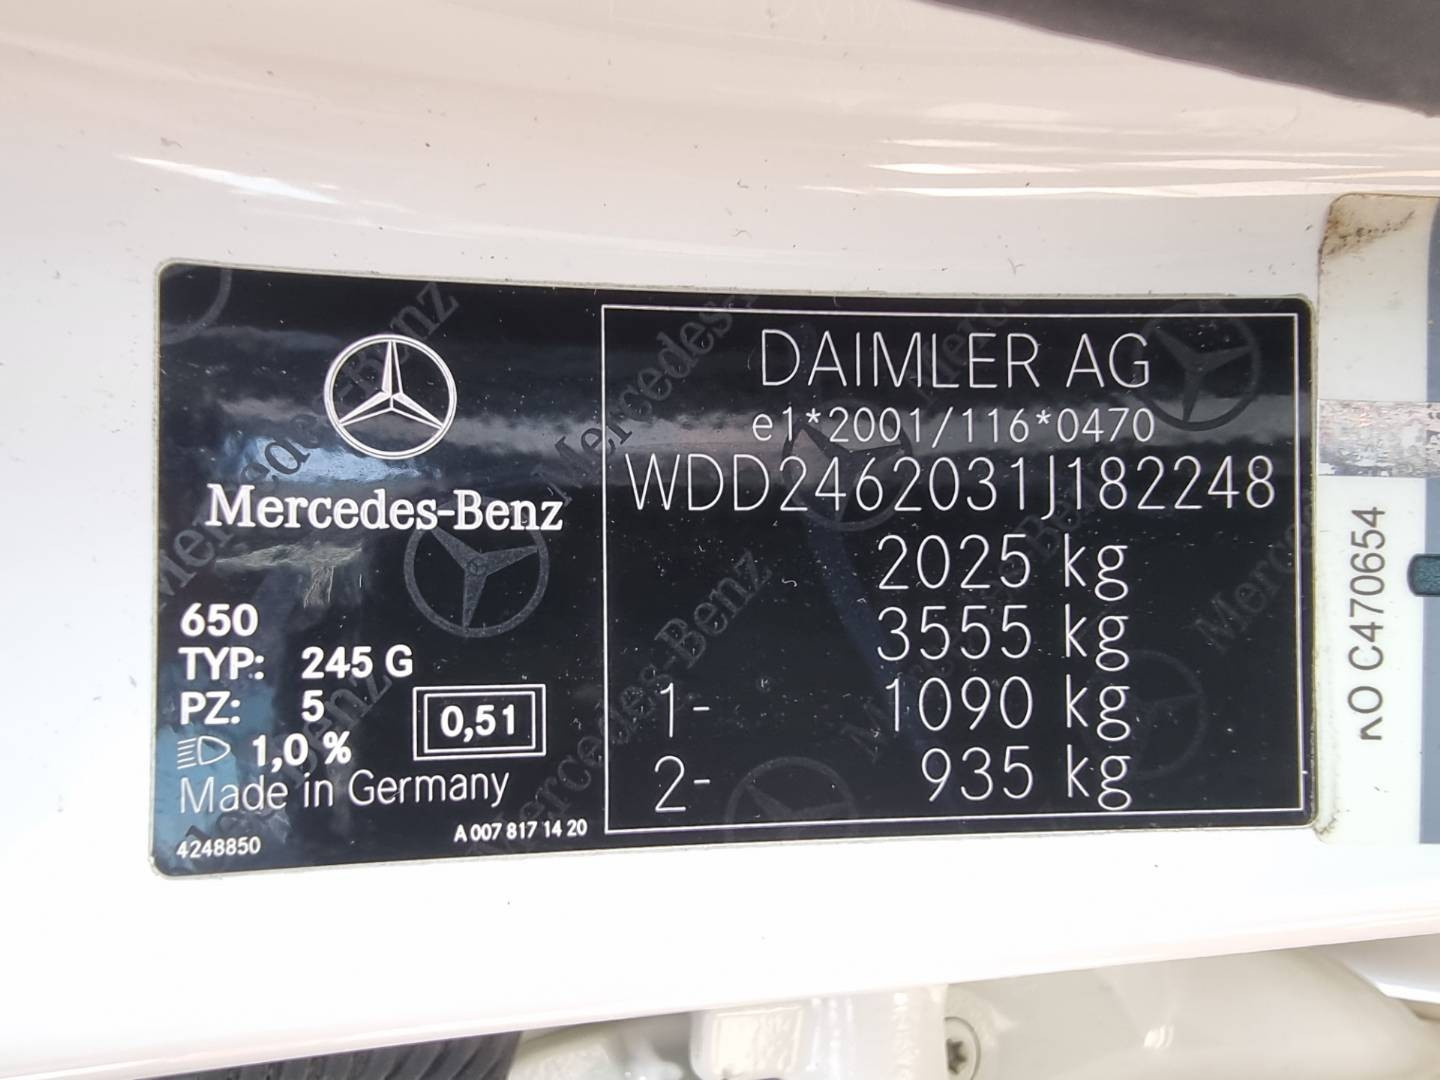 Mercedes-Benz
650
TYP: 245 G
PZ: 5
1,0 %
0,51
Made in Germany
4248850
A 007 817 14 20
DAIMLER AG
e1*2001/116*0470
WDD2462031J182248
2025 kg
3555 kg
1- 1090 kg
2- 935 kg
C470654